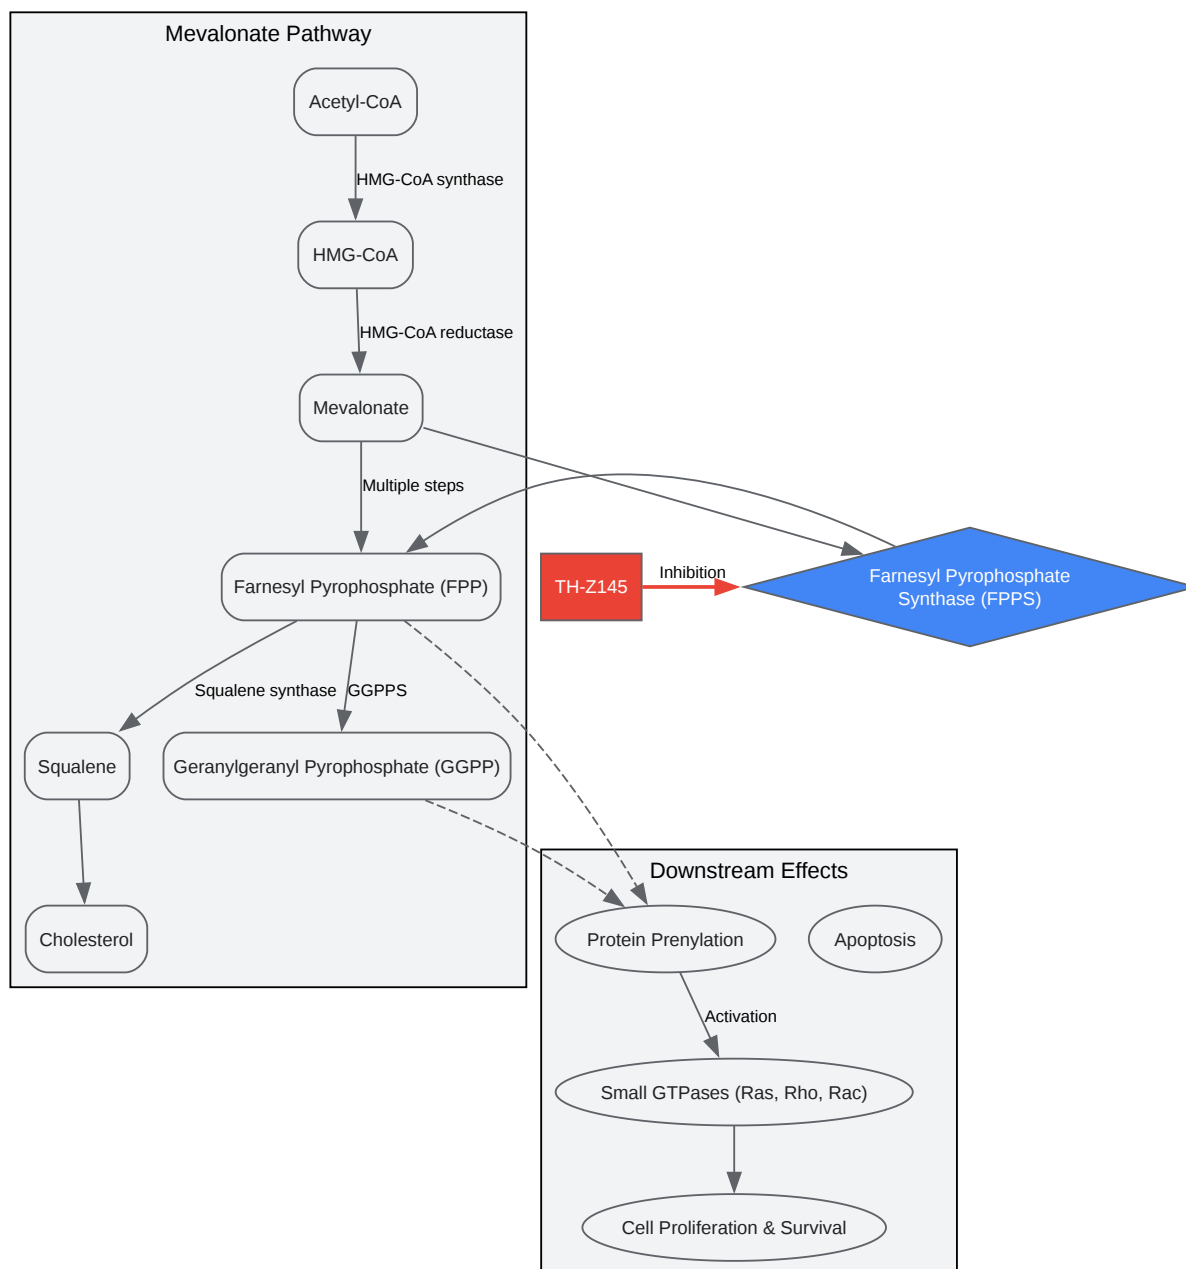 Mevalonate Pathway
Acetyl-CoA
HMG-CoA synthase
HMG-CoA
HMG-CoA reductase
Mevalonate
Multiple steps
Farnesyl Pyrophosphate (FPP)
TH-Z145
Inhibition
Farnesyl Pyrophosphate
Synthase (FPPS)
Squalene synthase
GGPPS
Squalene
Geranylgeranyl Pyrophosphate (GGPP)
Cholesterol
Downstream Effects
Protein Prenylation
Apoptosis
Activation
Small GTPases (Ras, Rho, Rac)
Cell Proliferation & Survival